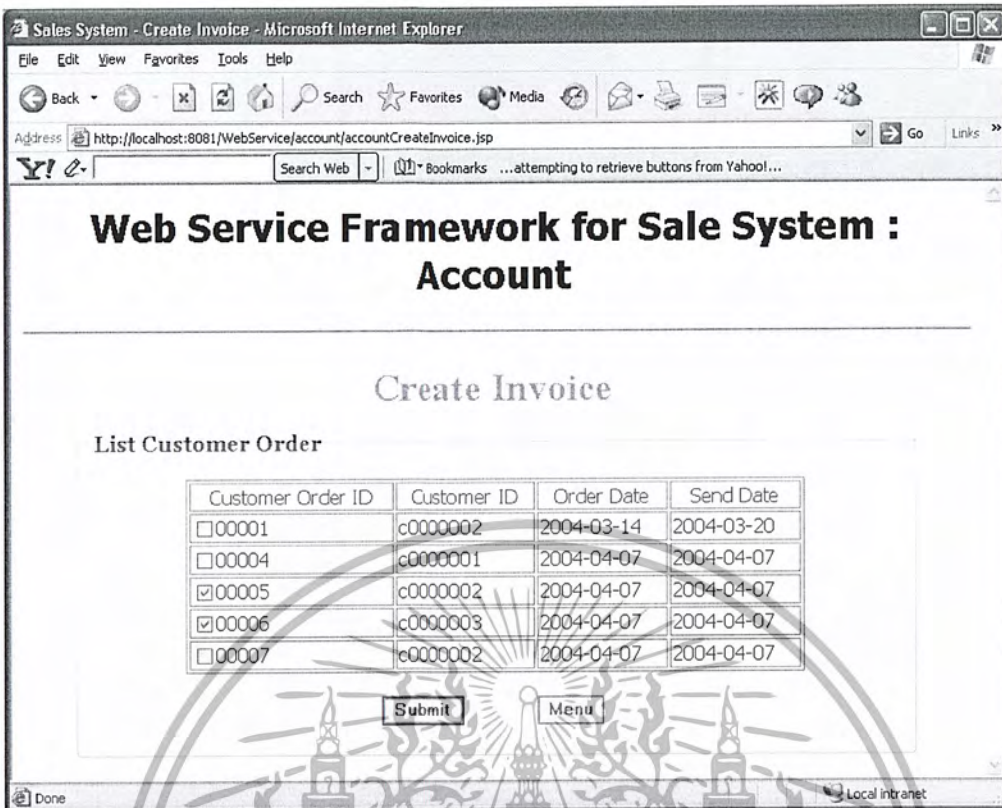 Sales System - Create Invoice - Microsoft Internet Explorer
File Edit View Favorites Tools Help
Back Search Favorites Media
Address http://localhost:8081/WebService/account/accountCreateInvoice.jsp Go Links »
Y! Search Web Bookmarks ...attempting to retrieve buttons from Yahoo!...
Web Service Framework for Sale System :
Account
Create Invoice
List Customer Order
Customer Order ID Customer ID Order Date Send Date
00001 c0000002 2004-03-14 2004-03-20
00004 c0000001 2004-04-07 2004-04-07
00005 c0000002 2004-04-07 2004-04-07
00006 c0000003 2004-04-07 2004-04-07
00007 c0000002 2004-04-07 2004-04-07
Submit Menu
Done Local intranet